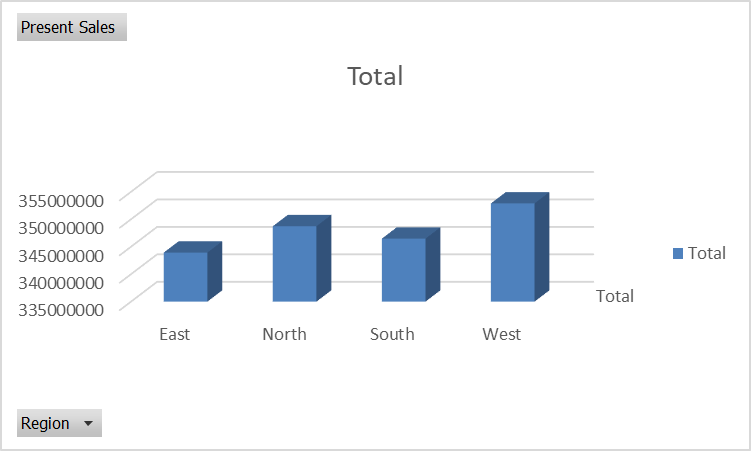 Present Sales
Total
355000000
350000000
345000000
340000000
335000000
East North South West
Total
Total
Region